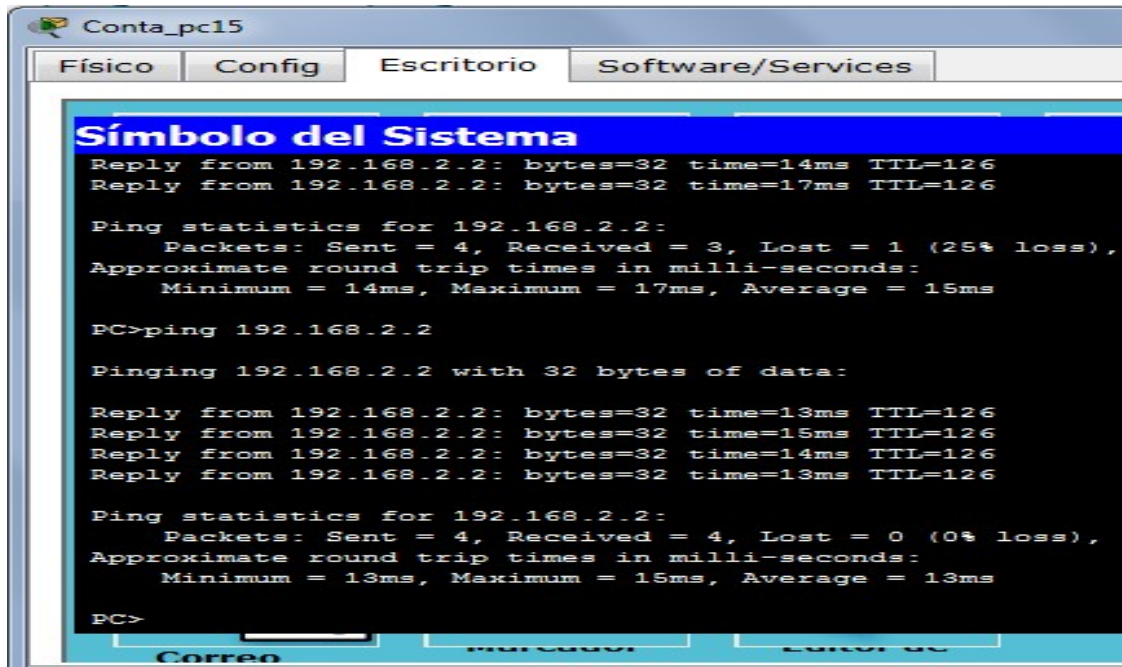 Conta_pc15
Físico Config Escritorio Software/Services
Símbolo del Sistema
Reply from 192.168.2.2: bytes=32 time=14ms TTL=126
Reply from 192.168.2.2: bytes=32 time=17ms TTL=126
Ping statistics for 192.168.2.2:
Packets: Sent = 4, Received = 3, Lost = 1 (25% loss),
Approximate round trip times in milli-seconds:
Minimum = 14ms, Maximum = 17ms, Average = 15ms
PC>ping 192.168.2.2
Pinging 192.168.2.2 with 32 bytes of data:
Reply from 192.168.2.2: bytes=32 time=13ms TTL=126
Reply from 192.168.2.2: bytes=32 time=15ms TTL=126
Reply from 192.168.2.2: bytes=32 time=14ms TTL=126
Reply from 192.168.2.2: bytes=32 time=13ms TTL=126
Ping statistics for 192.168.2.2:
Packets: Sent = 4, Received = 4, Lost = 0 (0% loss),
Approximate round trip times in milli-seconds:
Minimum = 13ms, Maximum = 15ms, Average = 13ms
PC>
Correo